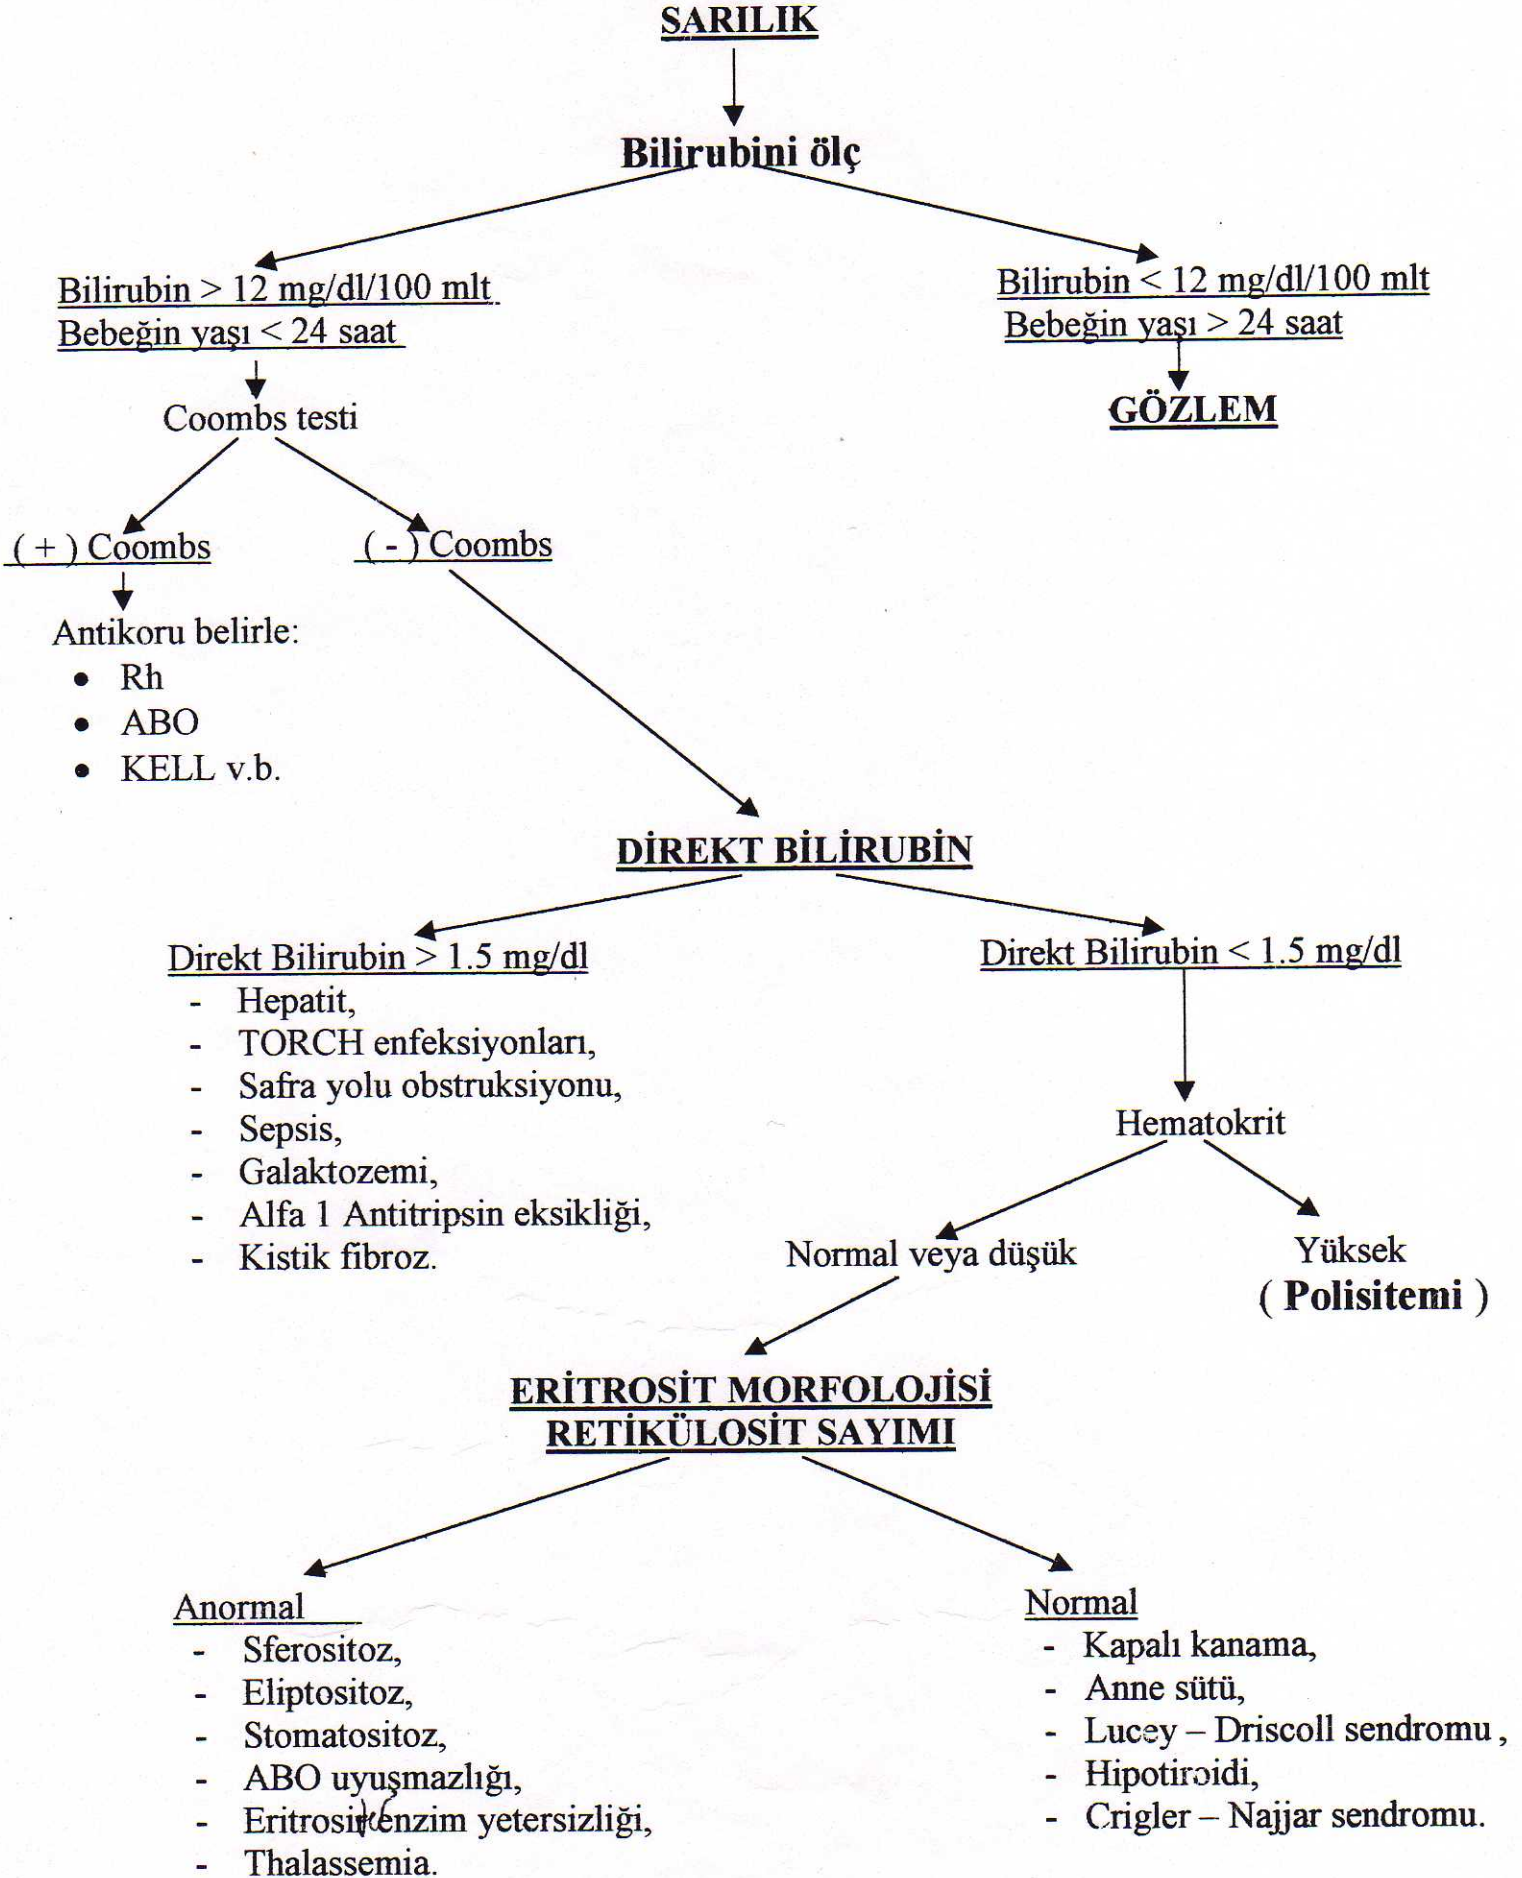 SARILIK
Bilirubini ölç
Bilirubin > 12 mg/dl/100 mlt
Bebeğin yaşı < 24 saat
Bilirubin < 12 mg/dl/100 mlt
Bebeğin yaşı > 24 saat
GÖZLEM
Coombs testi
( + ) Coombs
( - ) Coombs
Antikoru belirle:
• Rh
• ABO
• KELL v.b.
DİREKT BİLİRUBİN
Direkt Bilirubin > 1.5 mg/dl
- Hepatit,
- TORCH enfeksiyonları,
- Safra yolu obstruksiyonu,
- Sepsis,
- Galaktozemi,
- Alfa 1 Antitripsin eksikliği,
- Kistik fibroz.
Direkt Bilirubin < 1.5 mg/dl
Hematokrit
Normal veya düşük
Yüksek
( Polisitemi )
ERİTROSİT MORFOLOJİSİ
RETİKÜLOSİT SAYIMI
Anormal
- Sferositoz,
- Eliptositoz,
- Stomatositoz,
- ABO uyuşmazlığı,
- Eritrosit enzim yetersizliği,
- Thalassemia.
Normal
- Kapalı kanama,
- Anne sütü,
- Lucey – Driscoll sendromu ,
- Hipotiroidi,
- Crigler – Najjar sendromu.